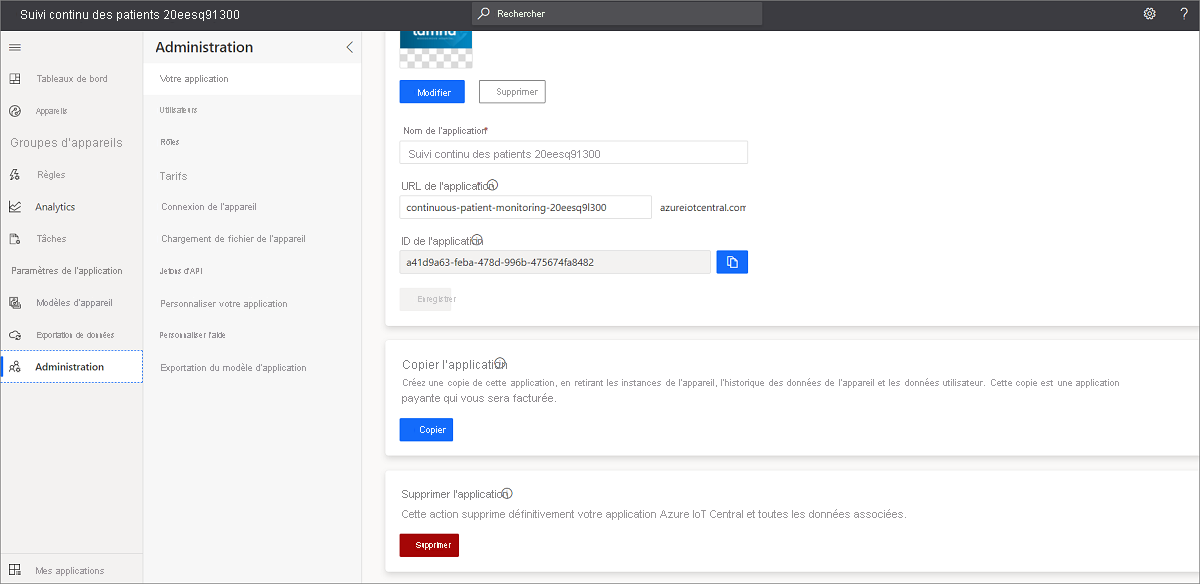 Suivi continu des patients 20eesq91300
Rechercher
?
Tableaux de bord
Appareils
Groupes d'appareils
Règles
Analytics
Tâches
Paramètres de l'application
Modèles d'appareil
Exportation de données
Administration
Mes applications
Administration
Votre application
Utilisateurs
Rôles
Tarifs
Connexion de l'appareil
Chargement de fichier de l'appareil
Jetons d'API
Personnaliser votre application
Personnaliser l'aide
Exportation du modèle d'application
lamna
Modifier
Supprimer
Nom de l'application*
Suivi continu des patients 20eesq91300
URL de l'application
continuous-patient-monitoring-20eesq9l300
azureiotcentral.com
ID de l'application
a41d9a63-feba-478d-996b-475674fa8482
Enregistrer
Copier l'application
Créez une copie de cette application, en retirant les instances de l'appareil, l'historique des données de l'appareil et les données utilisateur. Cette copie est une application
payante qui vous sera facturée.
Copier
Supprimer l'application
Cette action supprime définitivement votre application Azure IoT Central et toutes les données associées.
Supprimer